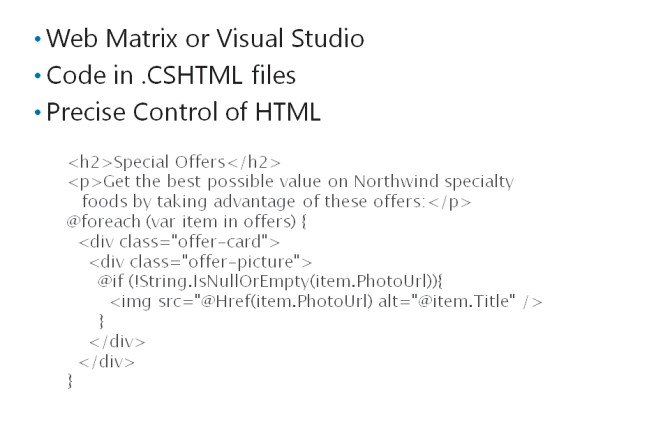 • Web Matrix or Visual Studio
• Code in .CSHTML files
• Precise Control of HTML
<h2>Special Offers</h2>
<p>Get the best possible value on Northwind specialty
foods by taking advantage of these offers:</p>
@foreach (var item in offers) {
<div class="offer-card">
<div class="offer-picture">
@if (!String.IsNullOrEmpty(item.PhotoUrl)){
<img src="@Href(item.PhotoUrl) alt="@item.Title" />
}
</div>
</div>
}